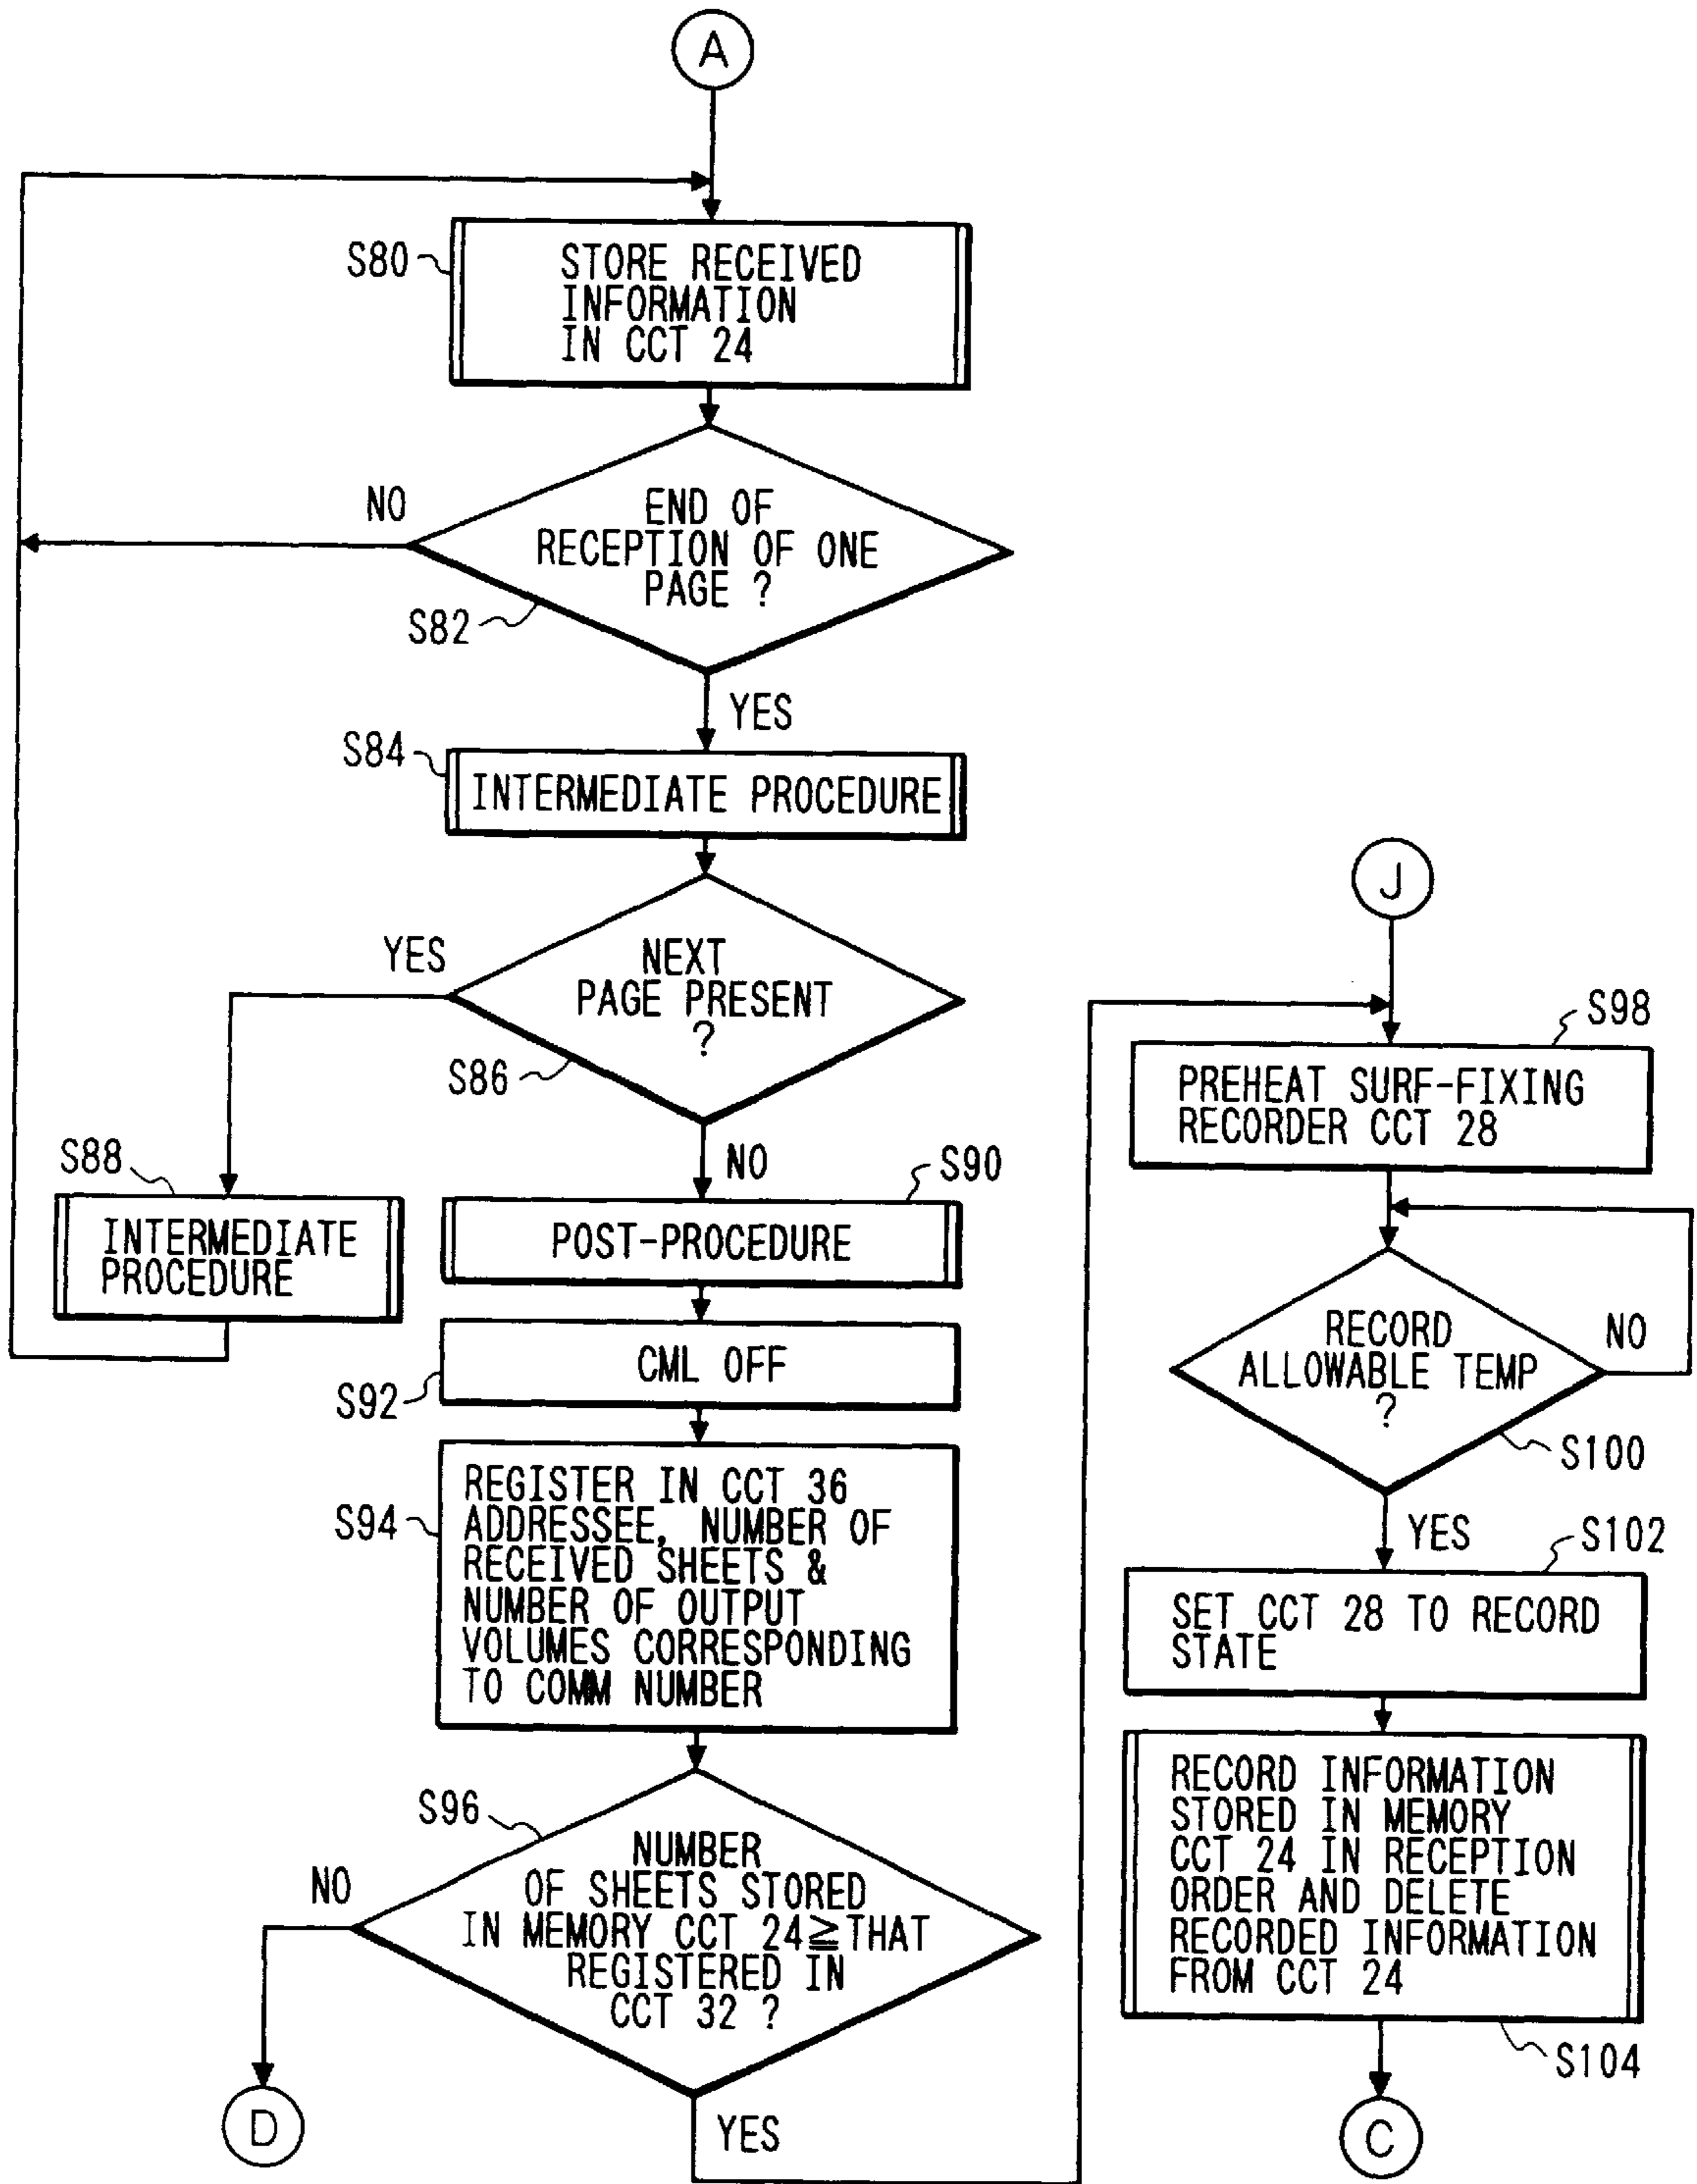 A
S80
STORE RECEIVED
INFORMATION
IN CCT 24
NO
END OF
RECEPTION OF ONE
PAGE ?
S82
YES
S84
INTERMEDIATE PROCEDURE
YES
NEXT
PAGE PRESENT
?
S86
NO
S88
INTERMEDIATE
PROCEDURE
S90
POST-PROCEDURE
CML OFF
S92
S94
REGISTER IN CCT 36
ADDRESSEE, NUMBER OF
RECEIVED SHEETS &
NUMBER OF OUTPUT
VOLUMES CORRESPONDING
TO COMM NUMBER
S96
NO
NUMBER
OF SHEETS STORED
IN MEMORY CCT 24≧THAT
REGISTERED IN
CCT 32 ?
D
YES
J
S98
PREHEAT SURF-FIXING
RECORDER CCT 28
RECORD
ALLOWABLE TEMP
?
NO
S100
YES
S102
SET CCT 28 TO RECORD
STATE
RECORD INFORMATION
STORED IN MEMORY
CCT 24 IN RECEPTION
ORDER AND DELETE
RECORDED INFORMATION
FROM CCT 24
S104
C